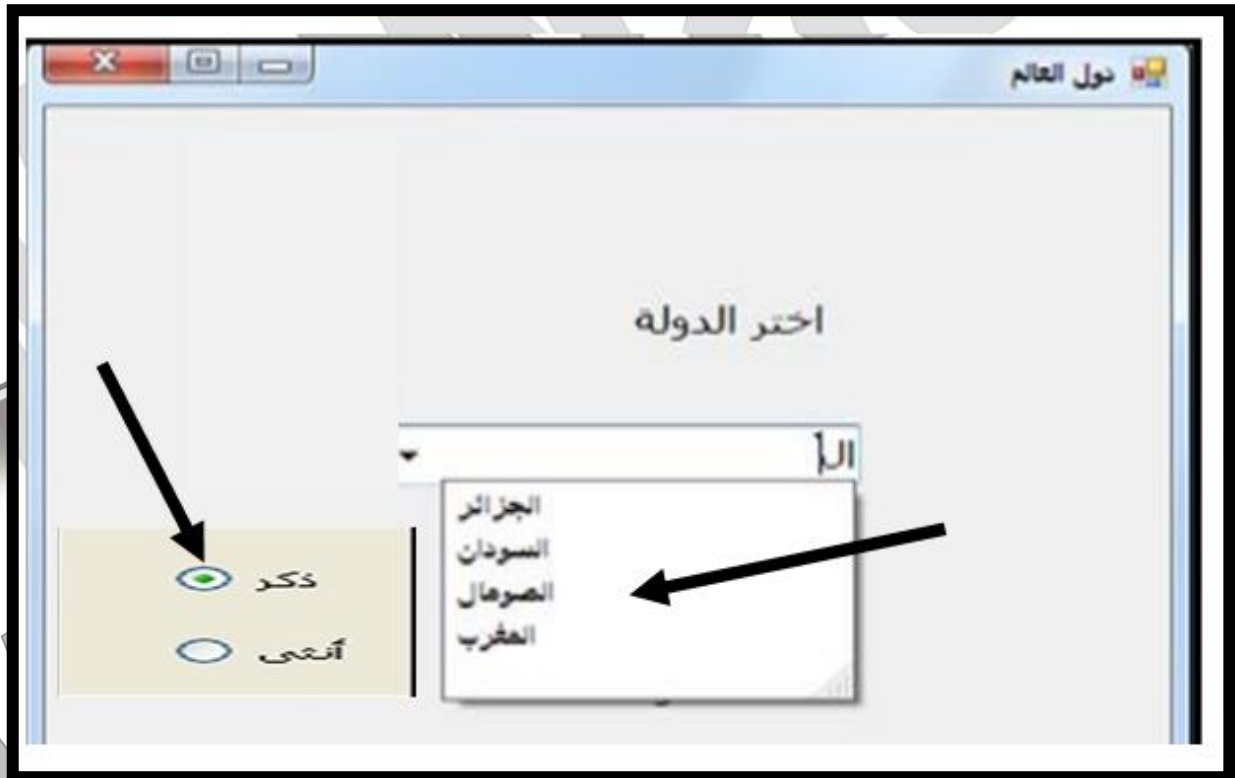 دول العالم
اختر الدولة
ال
الجزائر
السودان
الصومال
المغرب
ذكر
أنثى